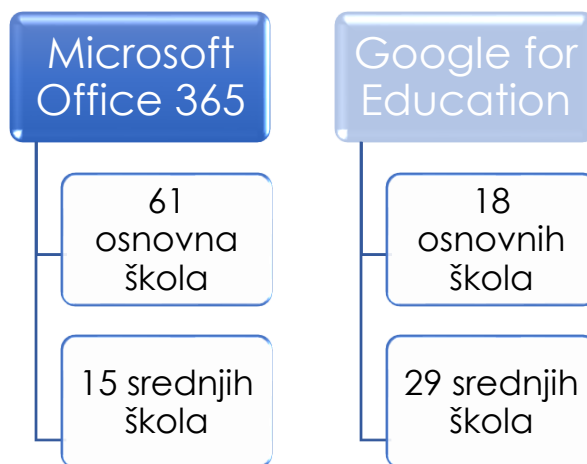 Microsoft
Office 365
61
osnovna
škola
15 srednjih
škola
Google for
Education
18
osnovnih
škola
29 srednjih
škola